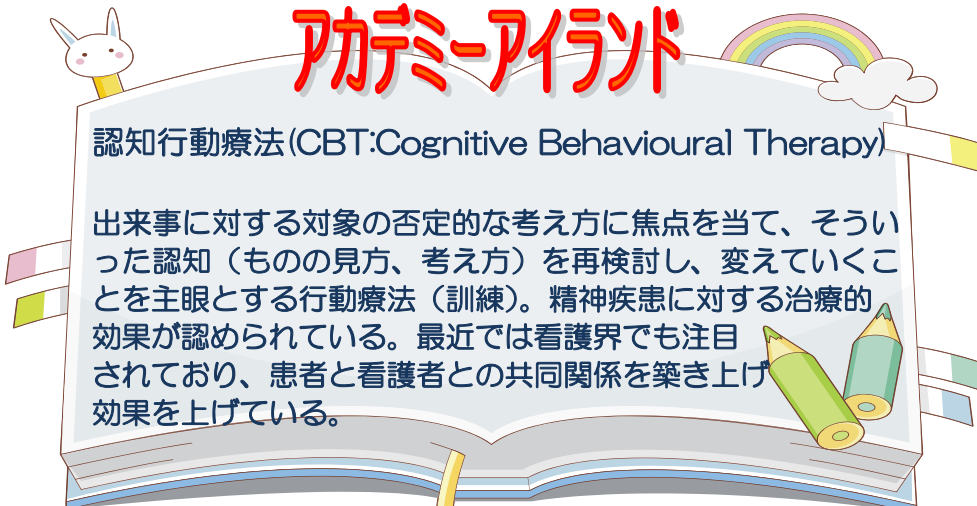 アカデミーアイランド
認知行動療法(CBT:Cognitive Behavioural Therapy)
出来事に対する対象の否定的な考え方に焦点を当て、そうい
った認知（ものの見方、考え方）を再検討し、変えていくこ
とを主眼とする行動療法（訓練）。精神疾患に対する治療的
効果が認められている。最近では看護界でも注目
されており、患者と看護者との共同関係を築き上げ
効果を上げている。